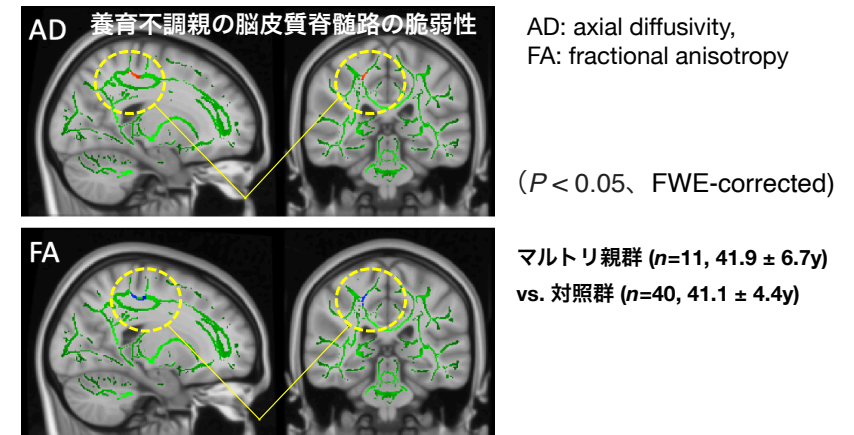 AD 養育不調親の脳皮質脊髄路の脆弱性
AD: axial diffusivity,
FA: fractional anisotropy
（P < 0.05、FWE-corrected)
FA
マルトリ親群 (n=11, 41.9 ± 6.7y)
vs. 対照群 (n=40, 41.1 ± 4.4y)